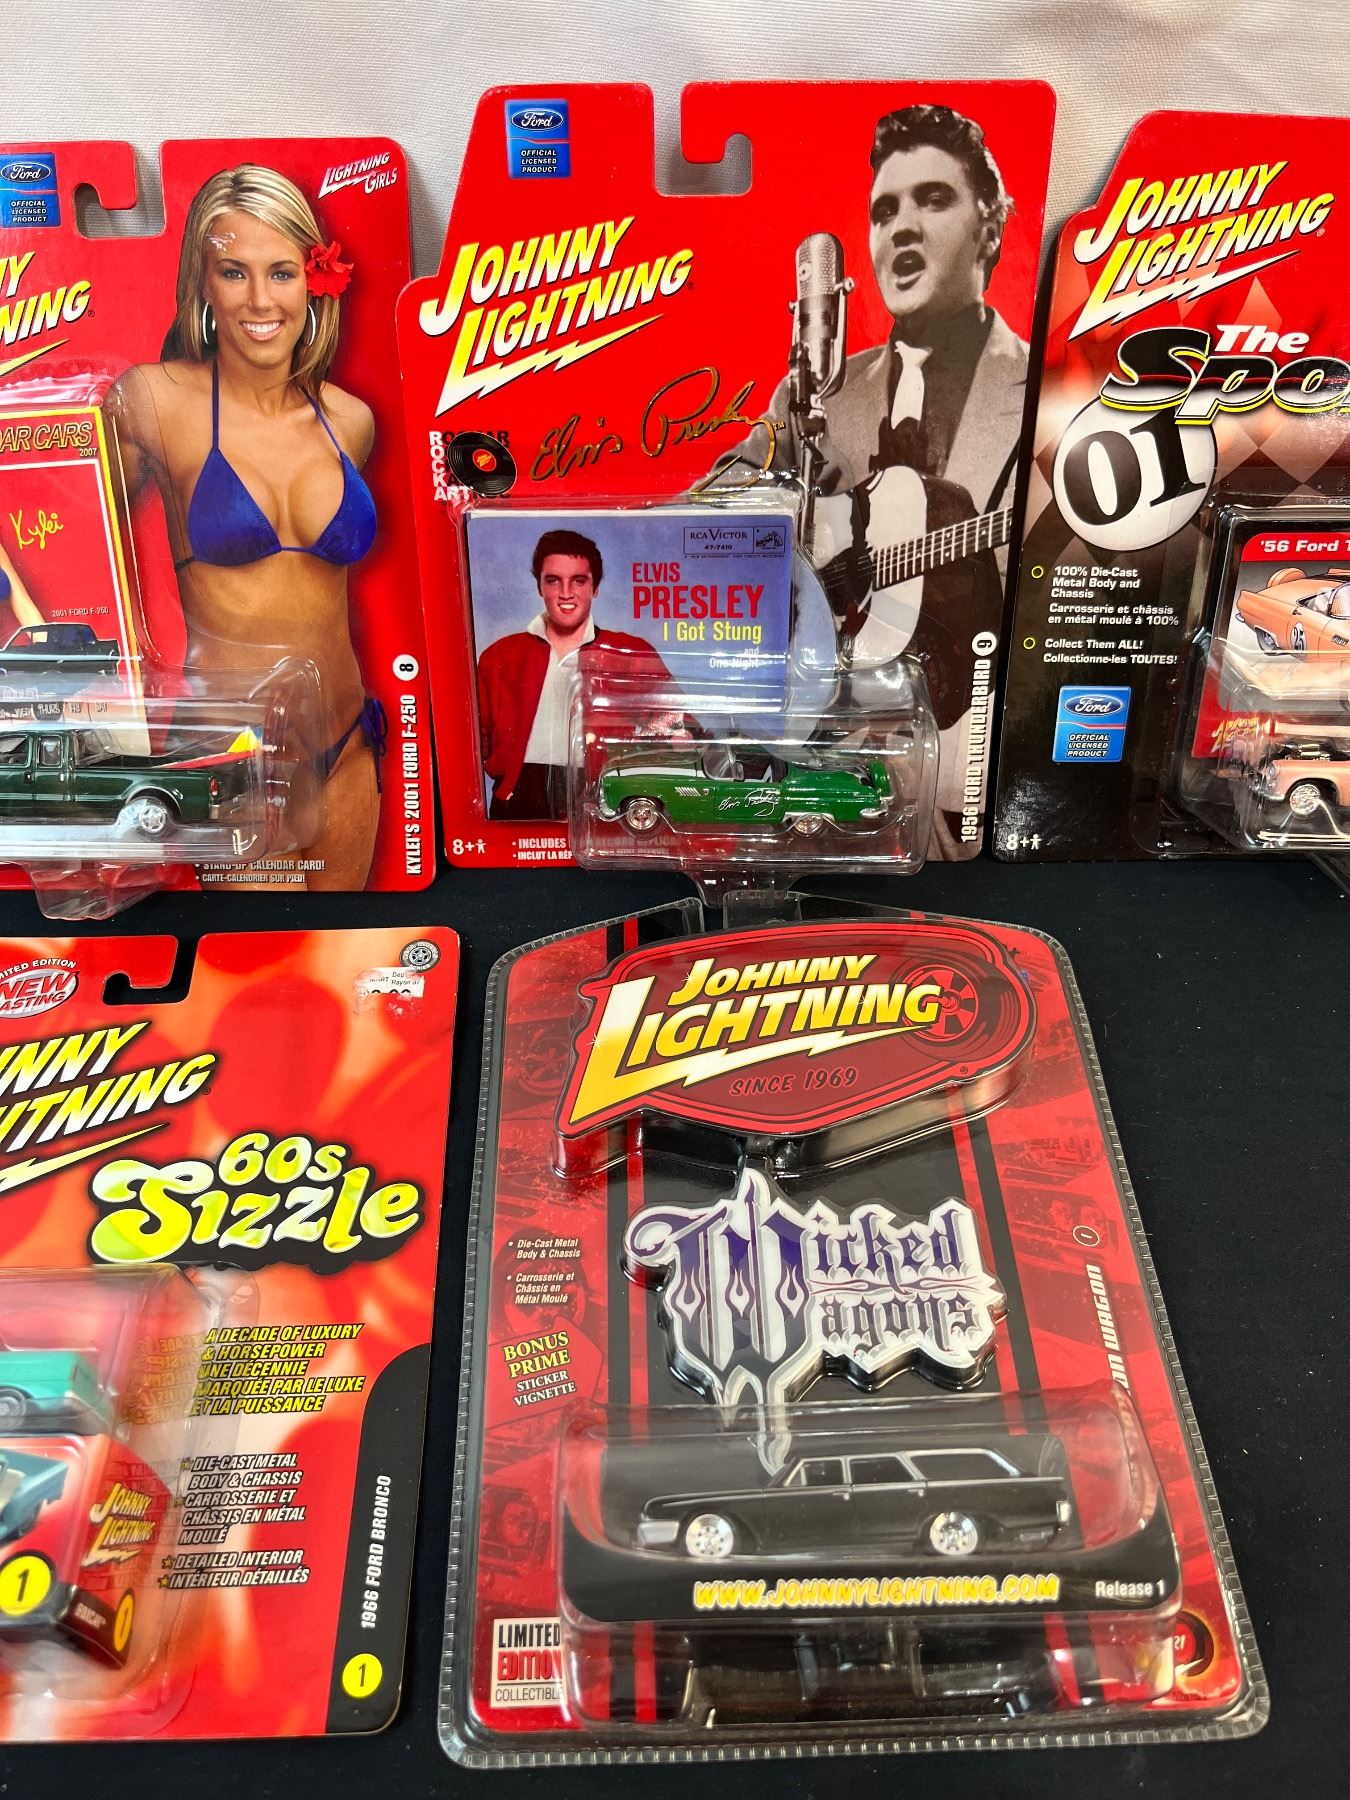 Ford
OFFICIAL
LICENSED
PRODUCT
LIGHTNING
GIRLS
CARS
2007
Kylei
2001 FORD F-250
AUGUST
THURS
8
KYLEI'S 2001 FORD F-250
• STAND-UP CALENDAR CARD!
• CARTE-CALENDRIER SUR PIED!
Ford
OFFICIAL
LICENSED
PRODUCT
JOHNNY
LIGHTNING
Elvis Presley
RCA VICTOR
47-7410
ELVIS
PRESLEY
I Got Stung
and
One Night
Elvis Presley
9
1956 FORD THUNDERBIRD
8+
• INCLUDES
JOHNNY
LIGHTNING
The
01
100% Die-Cast
Metal Body and
Chassis
Carrosserie et châssis
en métal moulé à 100%
Collect Them ALL!
Collectionne-les TOUTES!
Ford
OFFICIAL
LICENSED
PRODUCT
'56 Ford
8+
EDITION
NEW
60s
Sizzle
A DECADE OF LUXURY
& HORSEPOWER
UNE DÉCENNIE
MARQUÉE PAR LE LUXE
ET LA PUISSANCE
DIE-CAST METAL
BODY & CHASSIS
CARROSSERIE ET
CHÂSSIS EN MÉTAL
MOULÉ
DETAILED INTERIOR
INTÉRIEUR DÉTAILLÉS
JOHNNY
LIGHTNING
1
1966 FORD BRONCO
1
JOHNNY
LIGHTNING
SINCE 1969
Wicked
Wagons
• Die-Cast Metal
Body & Chassis
• Carrosserie et
Châssis en
Métal Moulé
BONUS
PRIME
STICKER
VIGNETTE
WAGON
WWW.JOHNNYLIGHTNING.COM
Release 1
LIMITED
EDITION
COLLECTIBLE